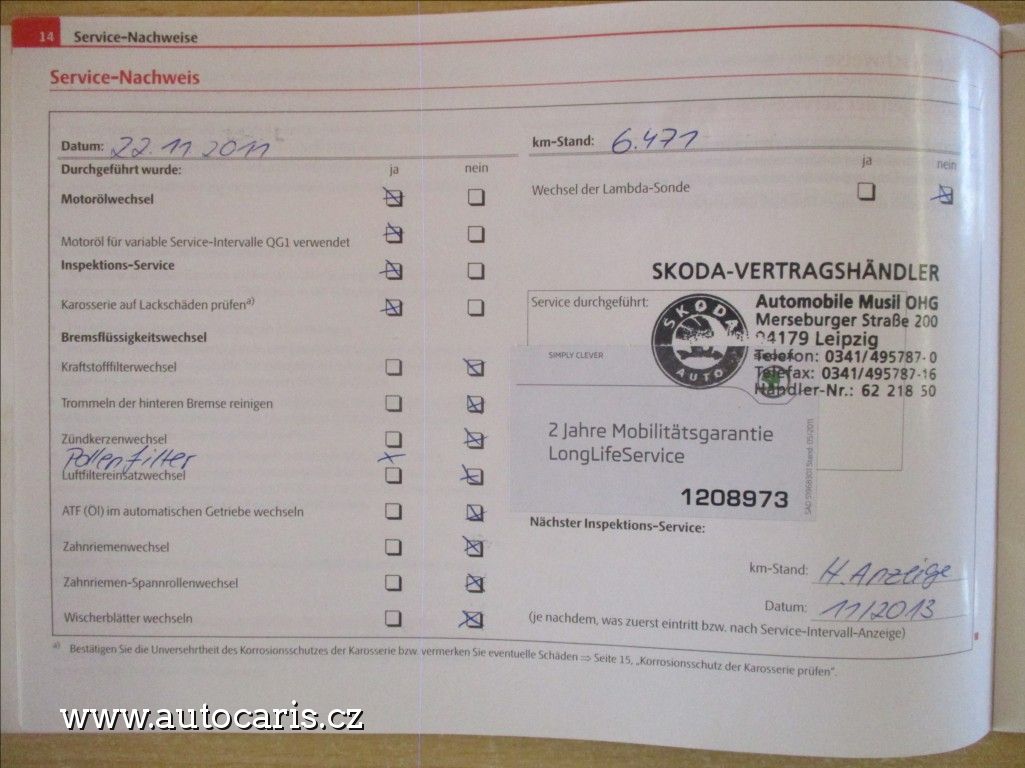 14 Service-Nachweise
Service-Nachweis
Datum: 22.11.2011
km-Stand: 6.471
Durchgeführt wurde: ja nein
ja nein
Motorölwechsel
Wechsel der Lambda-Sonde
Motoröl für variable Service-Intervalle QG1 verwendet
Inspektions-Service
Karosserie auf Lackschäden prüfen a)
Bremsflüssigkeitswechsel
Kraftstofffilterwechsel
Trommeln der hinteren Bremse reinigen
Zündkerzenwechsel
Pollenfilter x
Luftfiltereinsatzwechsel
ATF (Öl) im automatischen Getriebe wechseln
Zahnriemenwechsel
Zahnriemen-Spannrollenwechsel
Wischerblätter wechseln
SKODA-VERTRAGSHÄNDLER
Service durchgeführt:
SKODA
AUTO
Automobile Musil OHG
Merseburger Straße 200
04179 Leipzig
Telefon: 0341/495787-0
Telefax: 0341/495787-16
Händler-Nr.: 62 218 50
SIMPLY CLEVER
2 Jahre Mobilitätsgarantie
LongLifeService
1208973
Nächster Inspektions-Service:
km-Stand: H. Anzeige
Datum: 11/2013
(je nachdem, was zuerst eintritt bzw. nach Service-Intervall-Anzeige)
a) Bestätigen Sie die Unversehrtheit des Korrosionsschutzes der Karosserie bzw. vermerken Sie eventuelle Schäden ⇒ Seite 15, „Korrosionsschutz der Karosserie prüfen“.
www.autocaris.cz